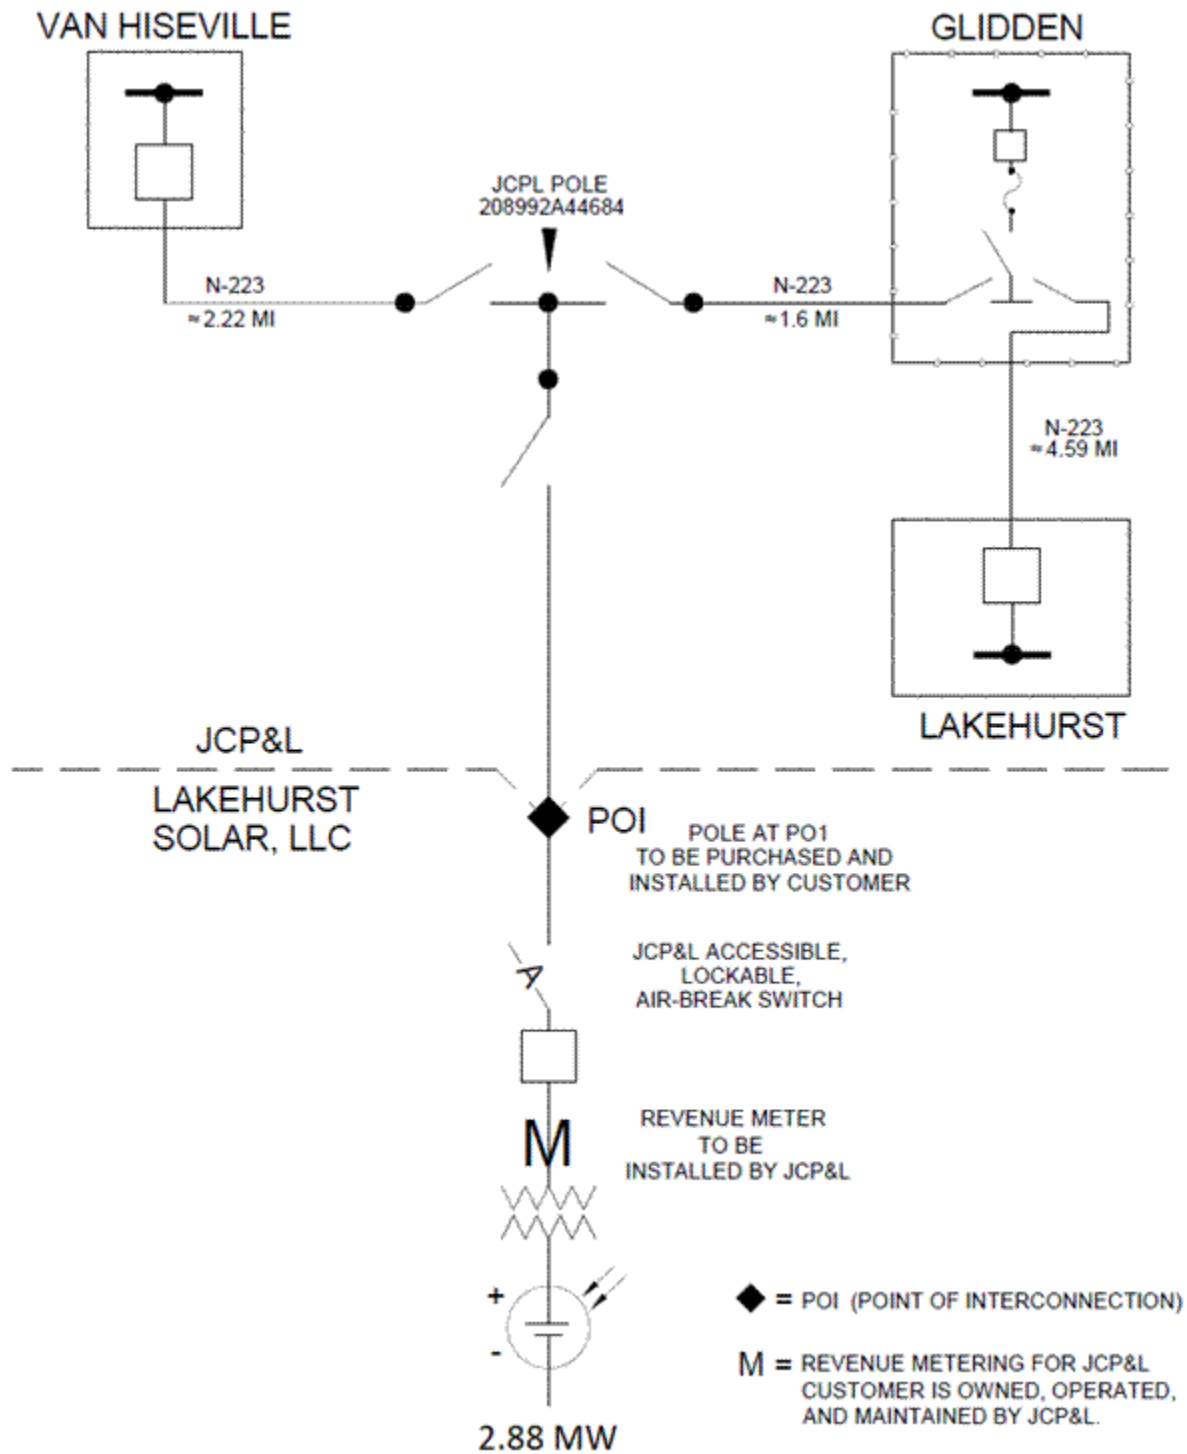 VAN HISEVILLE
GLIDDEN
JCPL POLE
208992A44684
N-223
≈2.22 MI
N-223
≈1.6 MI
N-223
≈4.59 MI
LAKEHURST
JCP&L
LAKEHURST
SOLAR, LLC
POI
POLE AT PO1
TO BE PURCHASED AND
INSTALLED BY CUSTOMER
A
JCP&L ACCESSIBLE,
LOCKABLE,
AIR-BREAK SWITCH
M
REVENUE METER
TO BE
INSTALLED BY JCP&L
+
-
2.88 MW
= POI (POINT OF INTERCONNECTION)
M = REVENUE METERING FOR JCP&L
CUSTOMER IS OWNED, OPERATED,
AND MAINTAINED BY JCP&L.